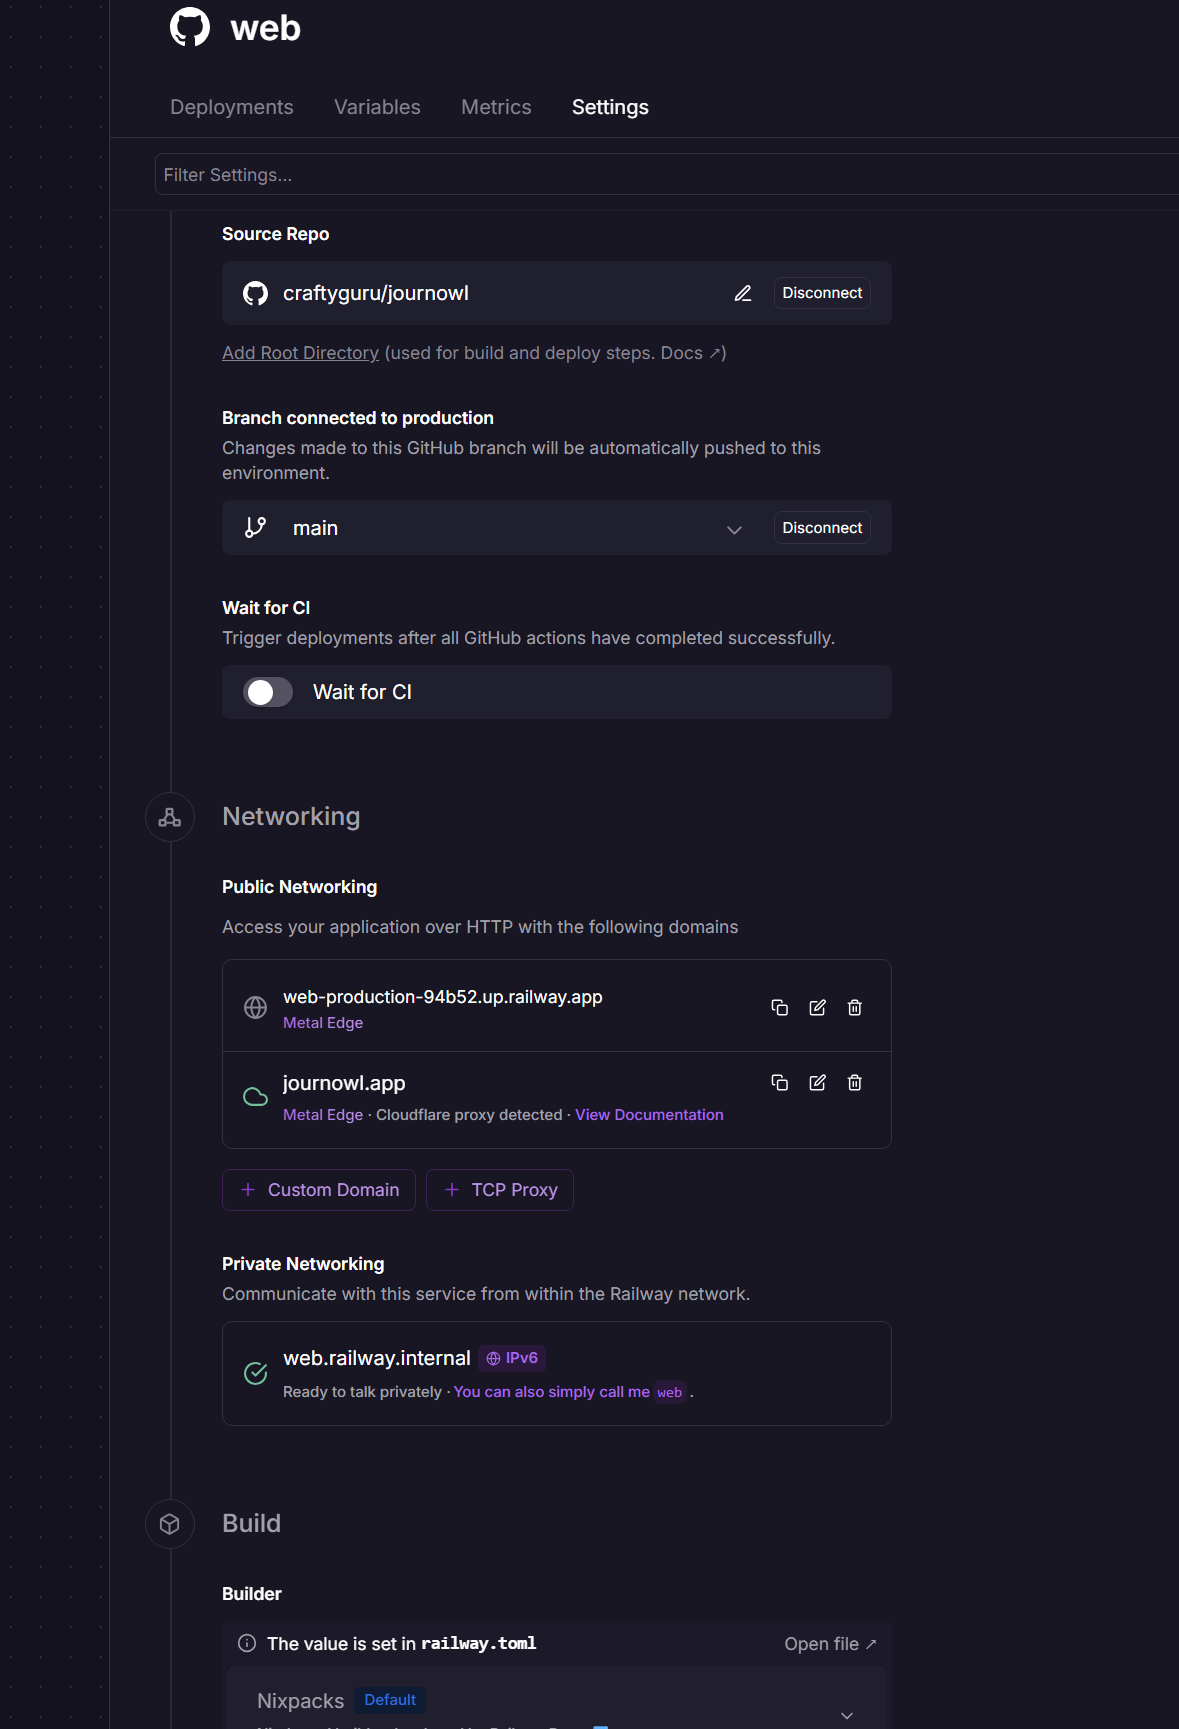 web
Deployments Variables Metrics Settings
Filter Settings...
Source Repo
craftyguru/journowl Disconnect
Add Root Directory (used for build and deploy steps. Docs ↗)
Branch connected to production
Changes made to this GitHub branch will be automatically pushed to this
environment.
main Disconnect
Wait for CI
Trigger deployments after all GitHub actions have completed successfully.
Wait for CI
Networking
Public Networking
Access your application over HTTP with the following domains
web-production-94b52.up.railway.app
Metal Edge
journowl.app
Metal Edge · Cloudflare proxy detected · View Documentation
+ Custom Domain + TCP Proxy
Private Networking
Communicate with this service from within the Railway network.
web.railway.internal IPv6
Ready to talk privately · You can also simply call me web .
Build
Builder
The value is set in railway.toml Open file ↗
Nixpacks Default